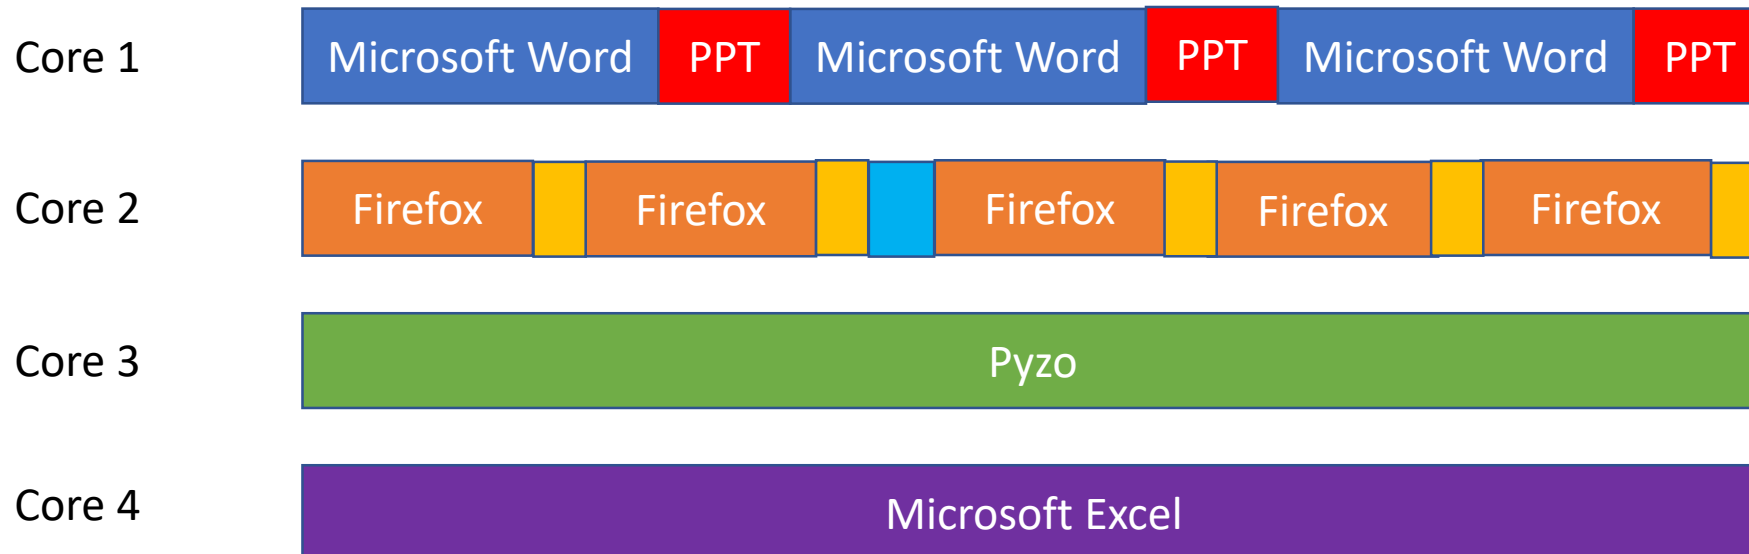 Core 1 Microsoft Word PPT Microsoft Word PPT Microsoft Word PPT
Core 2 Firefox Firefox Firefox Firefox Firefox
Core 3 Pyzo
Core 4 Microsoft Excel